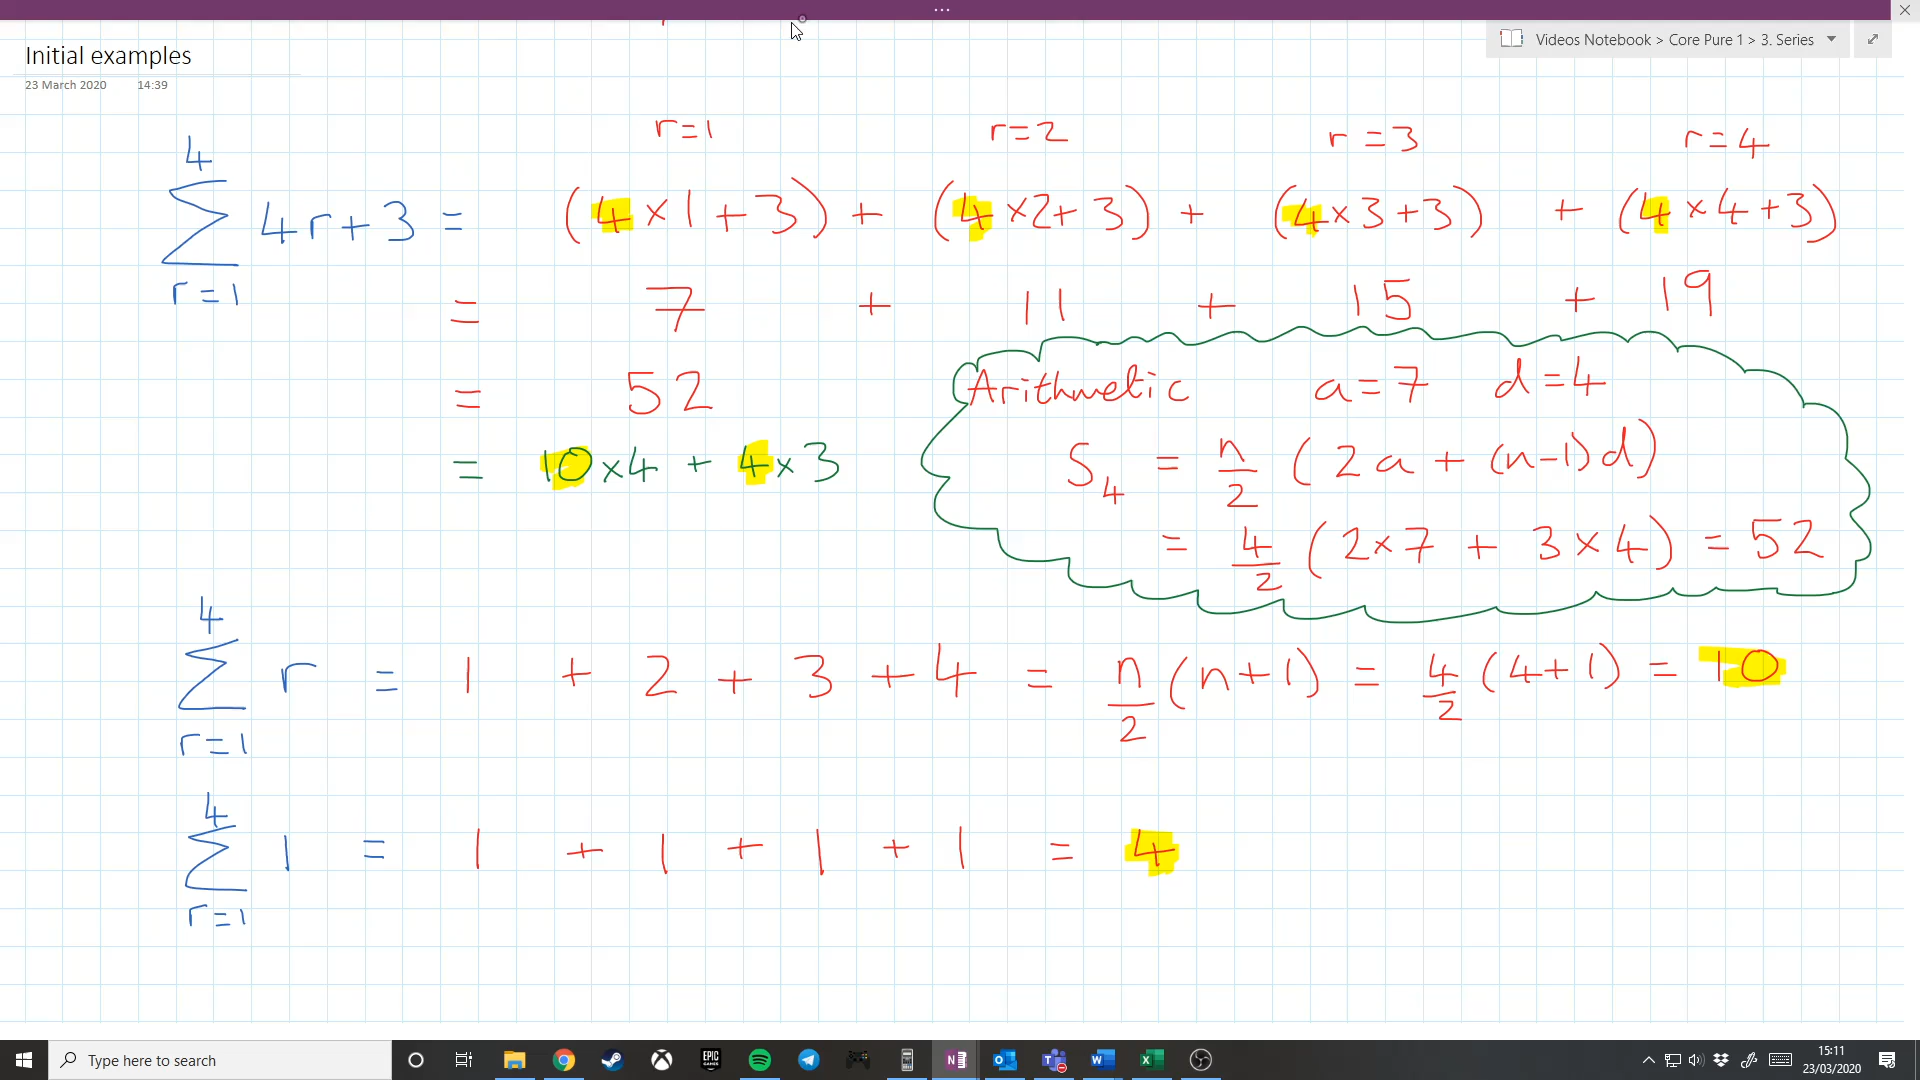 ...
Initial examples
23 March 2020 14:39
Videos Notebook > Core Pure 1 > 3. Series
r=1 r=2 r=3 r=4
4
∑ 4r+3 = (4×1+3) + (4×2+3) + (4×3+3) + (4×4+3)
r=1
= 7 + 11 + 15 + 19
= 52
Arithmetic a=7 d=4
= 10×4 + 4×3
S₄ = n/2 (2a + (n-1)d)
= 4/2 (2×7 + 3×4) = 52
4
∑ r = 1 + 2 + 3 + 4 = n/2 (n+1) = 4/2 (4+1) = 10
r=1
4
∑ 1 = 1 + 1 + 1 + 1 = 4
r=1
Type here to search
EPIC GAMES
15:11
23/03/2020